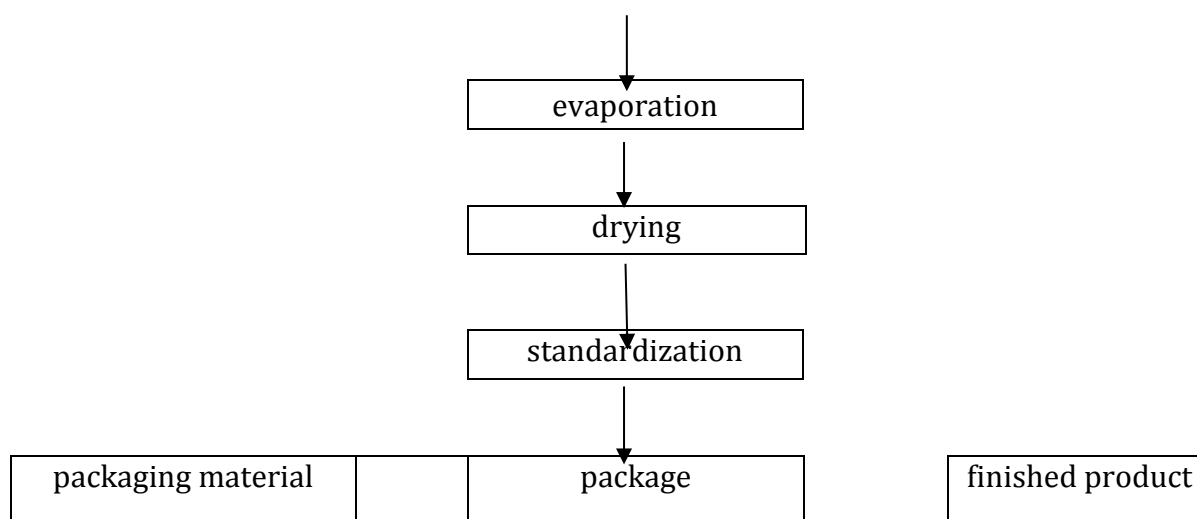 evaporation
drying
standardization
packaging material
package
finished product